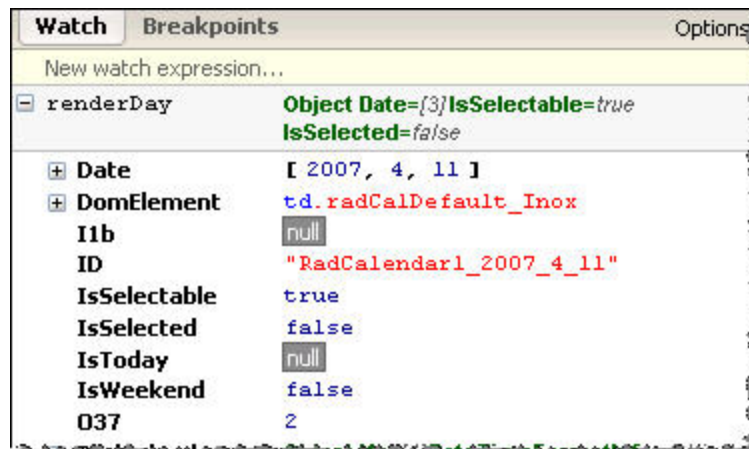 Watch Breakpoints Options
New watch expression...
renderDay Object Date=[3]IsSelectable=true
IsSelected=false
Date [ 2007, 4, 11 ]
DomElement td.radCalDefault_Inox
I1b null
ID "RadCalendar1_2007_4_11"
IsSelectable true
IsSelected false
IsToday null
IsWeekend false
O37 2